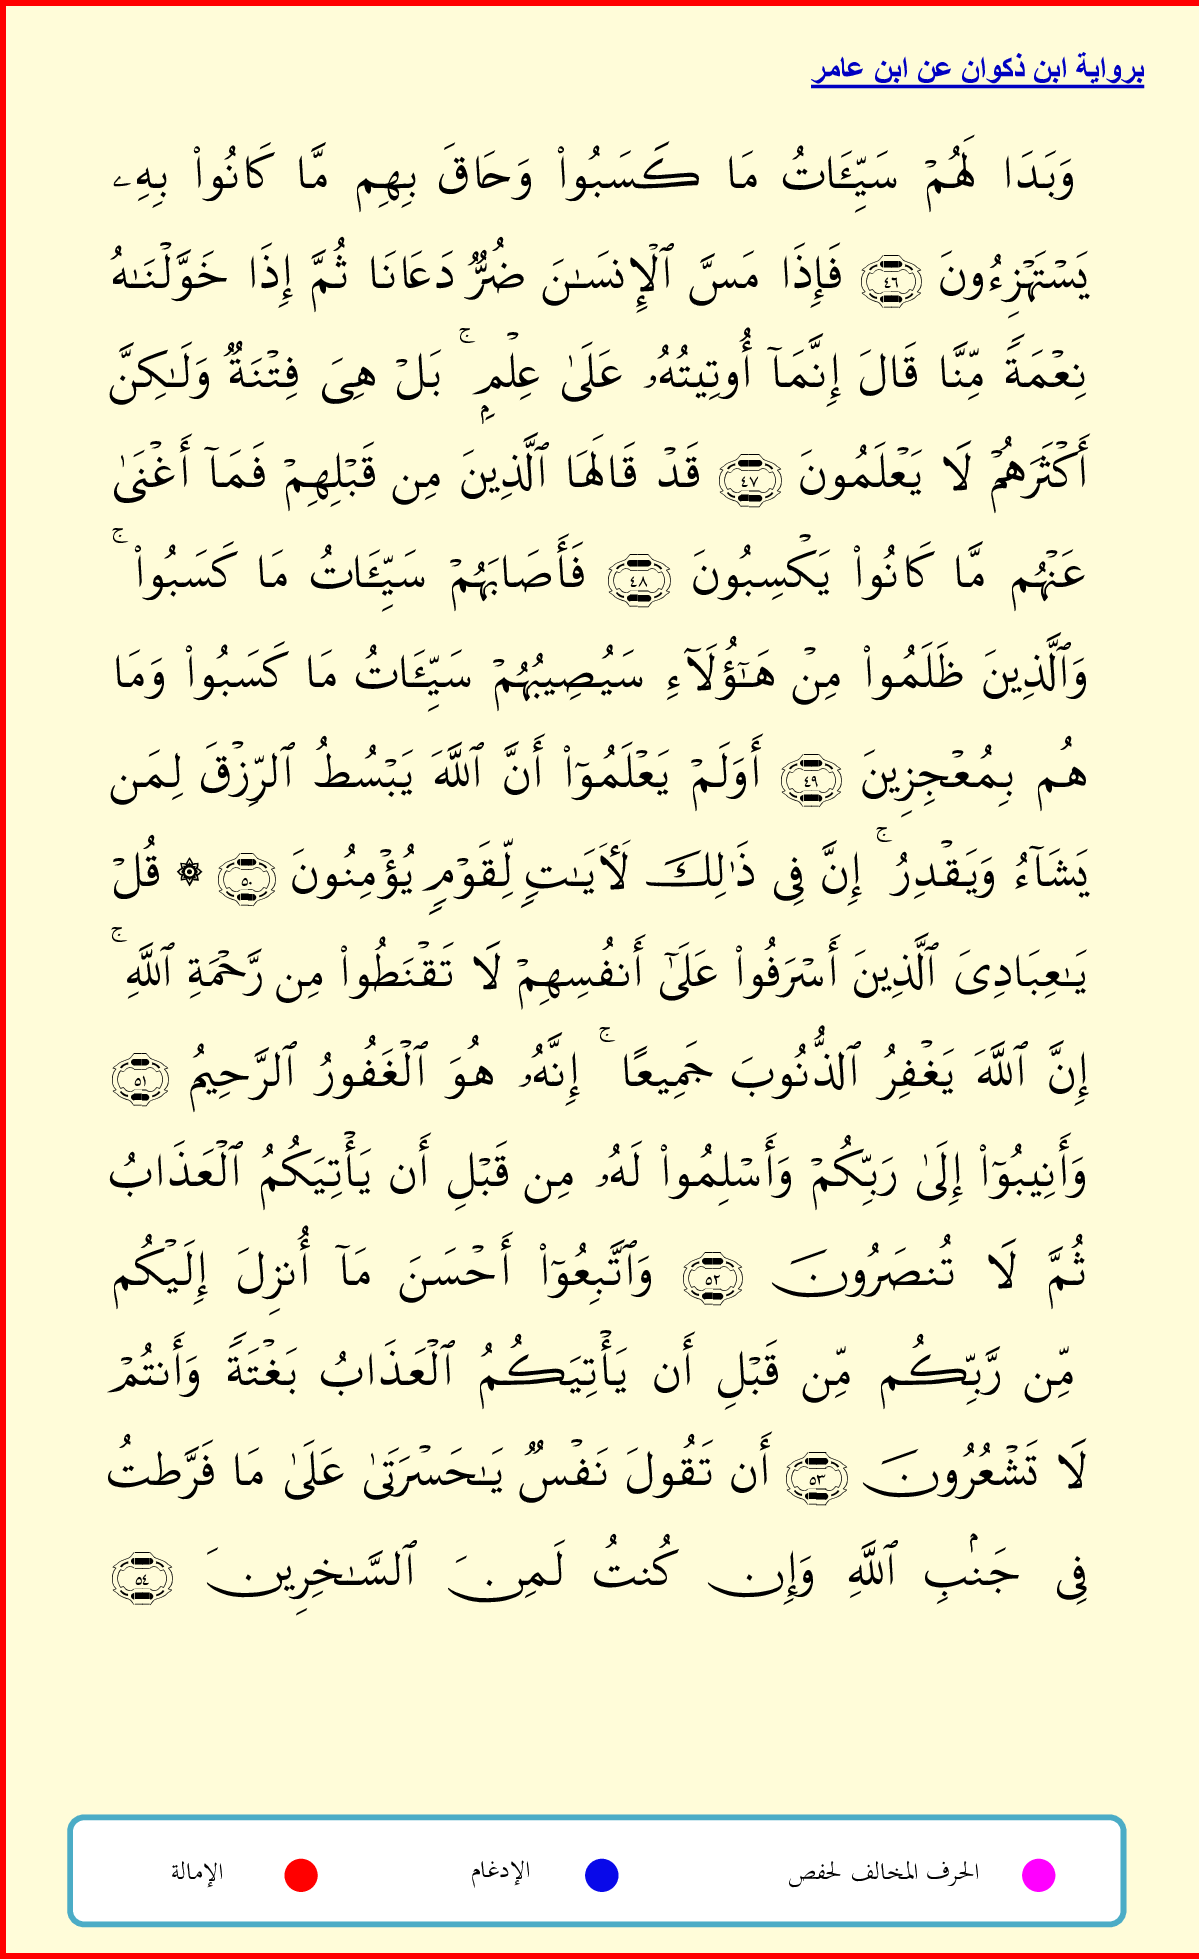 برواية ابن ذكوان عن ابن عامر
وَبَدَا لَهُمۡ سَيِّـَٔاتُ مَا كَسَبُواْ وَحَاقَ بِهِم مَّا كَانُواْ بِهِۦ
يَسۡتَهۡزِءُونَ ٤٦ فَإِذَا مَسَّ ٱلۡإِنسَـٰنَ ضُرࣱّ دَعَانَا ثُمَّ إِذَا خَوَّلۡنَـٰهُ
نِعۡمَةࣰ مِّنَّا قَالَ إِنَّمَآ أُوتِيتُهُۥ عَلَىٰ عِلۡمِۭۚ بَلۡ هِىَ فِتۡنَةࣱ وَلَـٰكِنَّ
أَكۡثَرَهُمۡ لَا يَعۡلَمُونَ ٤٧ قَدۡ قَالَهَا ٱلَّذِينَ مِن قَبۡلِهِمۡ فَمَآ أَغۡنَىٰ
عَنۡهُم مَّا كَانُواْ يَكۡسِبُونَ ٤٨ فَأَصَابَهُمۡ سَيِّـَٔاتُ مَا كَسَبُواْۚ
وَٱلَّذِينَ ظَلَمُواْ مِنۡ هَـٰٓؤُلَآءِ سَيُصِيبُهُمۡ سَيِّـَٔاتُ مَا كَسَبُواْ وَمَا
هُم بِمُعۡجِزِينَ ٤٩ أَوَلَمۡ يَعۡلَمُوٓاْ أَنَّ ٱللَّهَ يَبۡسُطُ ٱلرِّزۡقَ لِمَن
يَشَآءُ وَيَقۡدِرُۚ إِنَّ فِى ذَٰلِكَ لَأٓيَـٰتࣲ لِّقَوۡمࣲ يُؤۡمِنُونَ ٥٠ ۞ قُلۡ
يَـٰعِبَادِىَ ٱلَّذِينَ أَسۡرَفُواْ عَلَىٰٓ أَنفُسِهِمۡ لَا تَقۡنَطُواْ مِن رَّحۡمَةِ ٱللَّهِۚ
إِنَّ ٱللَّهَ يَغۡفِرُ ٱلذُّنُوبَ جَمِيعًاۚ إِنَّهُۥ هُوَ ٱلۡغَفُورُ ٱلرَّحِيمُ ٥١
وَأَنِيبُوٓاْ إِلَىٰ رَبِّكُمۡ وَأَسۡلِمُواْ لَهُۥ مِن قَبۡلِ أَن يَأۡتِيَكُمُ ٱلۡعَذَابُ
ثُمَّ لَا تُنصَرُونَ ٥٢ وَٱتَّبِعُوٓاْ أَحۡسَنَ مَآ أُنزِلَ إِلَيۡكُم
مِّن رَّبِّكُم مِّن قَبۡلِ أَن يَأۡتِيَكُمُ ٱلۡعَذَابُ بَغۡتَةࣰ وَأَنتُمۡ
لَا تَشۡعُرُونَ ٥٣ أَن تَقُولَ نَفۡسࣱ يَـٰحَسۡرَتَىٰ عَلَىٰ مَا فَرَّطتُ
فِى جَنۢبِ ٱللَّهِ وَإِن كُنتُ لَمِنَ ٱلسَّـٰخِرِينَ ٥٤
الحرف المخالف لحفص الإدغام الإمالة